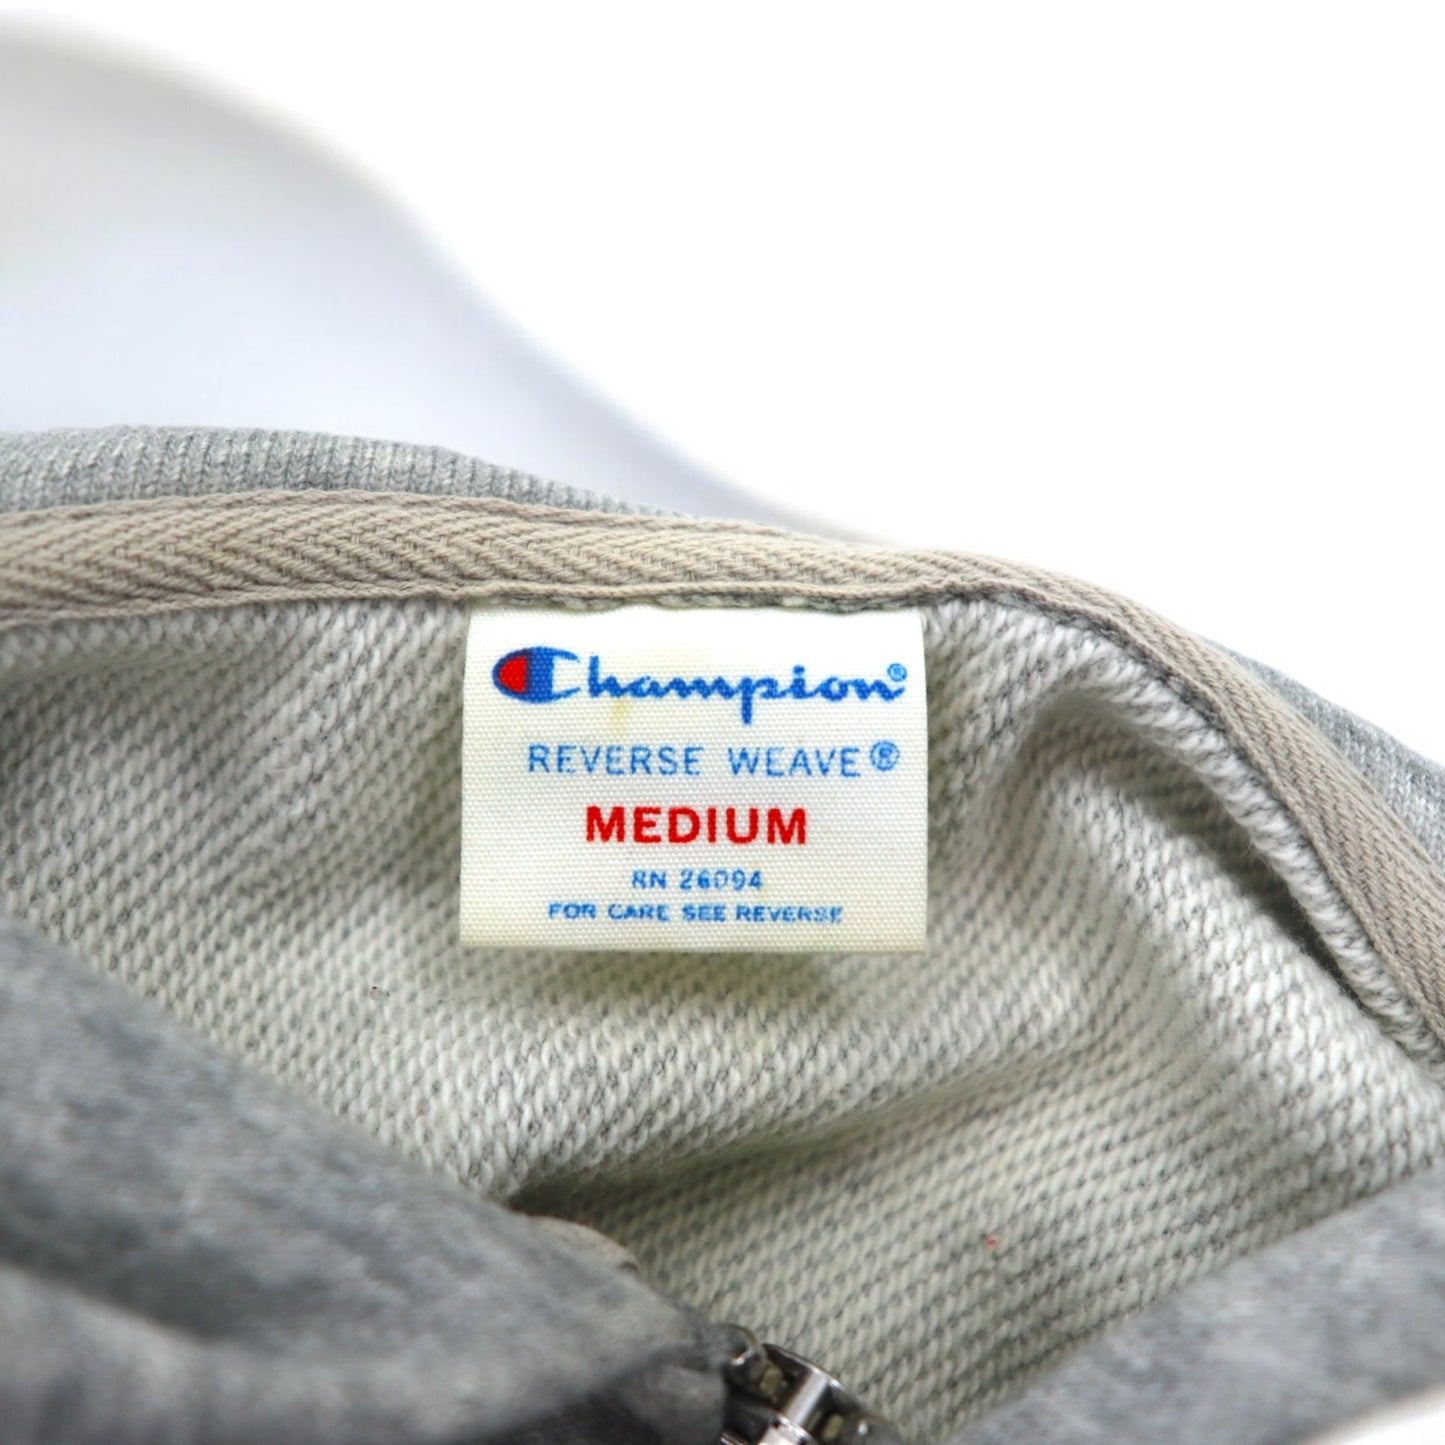 Champion®
REVERSE WEAVE®
MEDIUM
RN 26094
FOR CARE SEE REVERSE